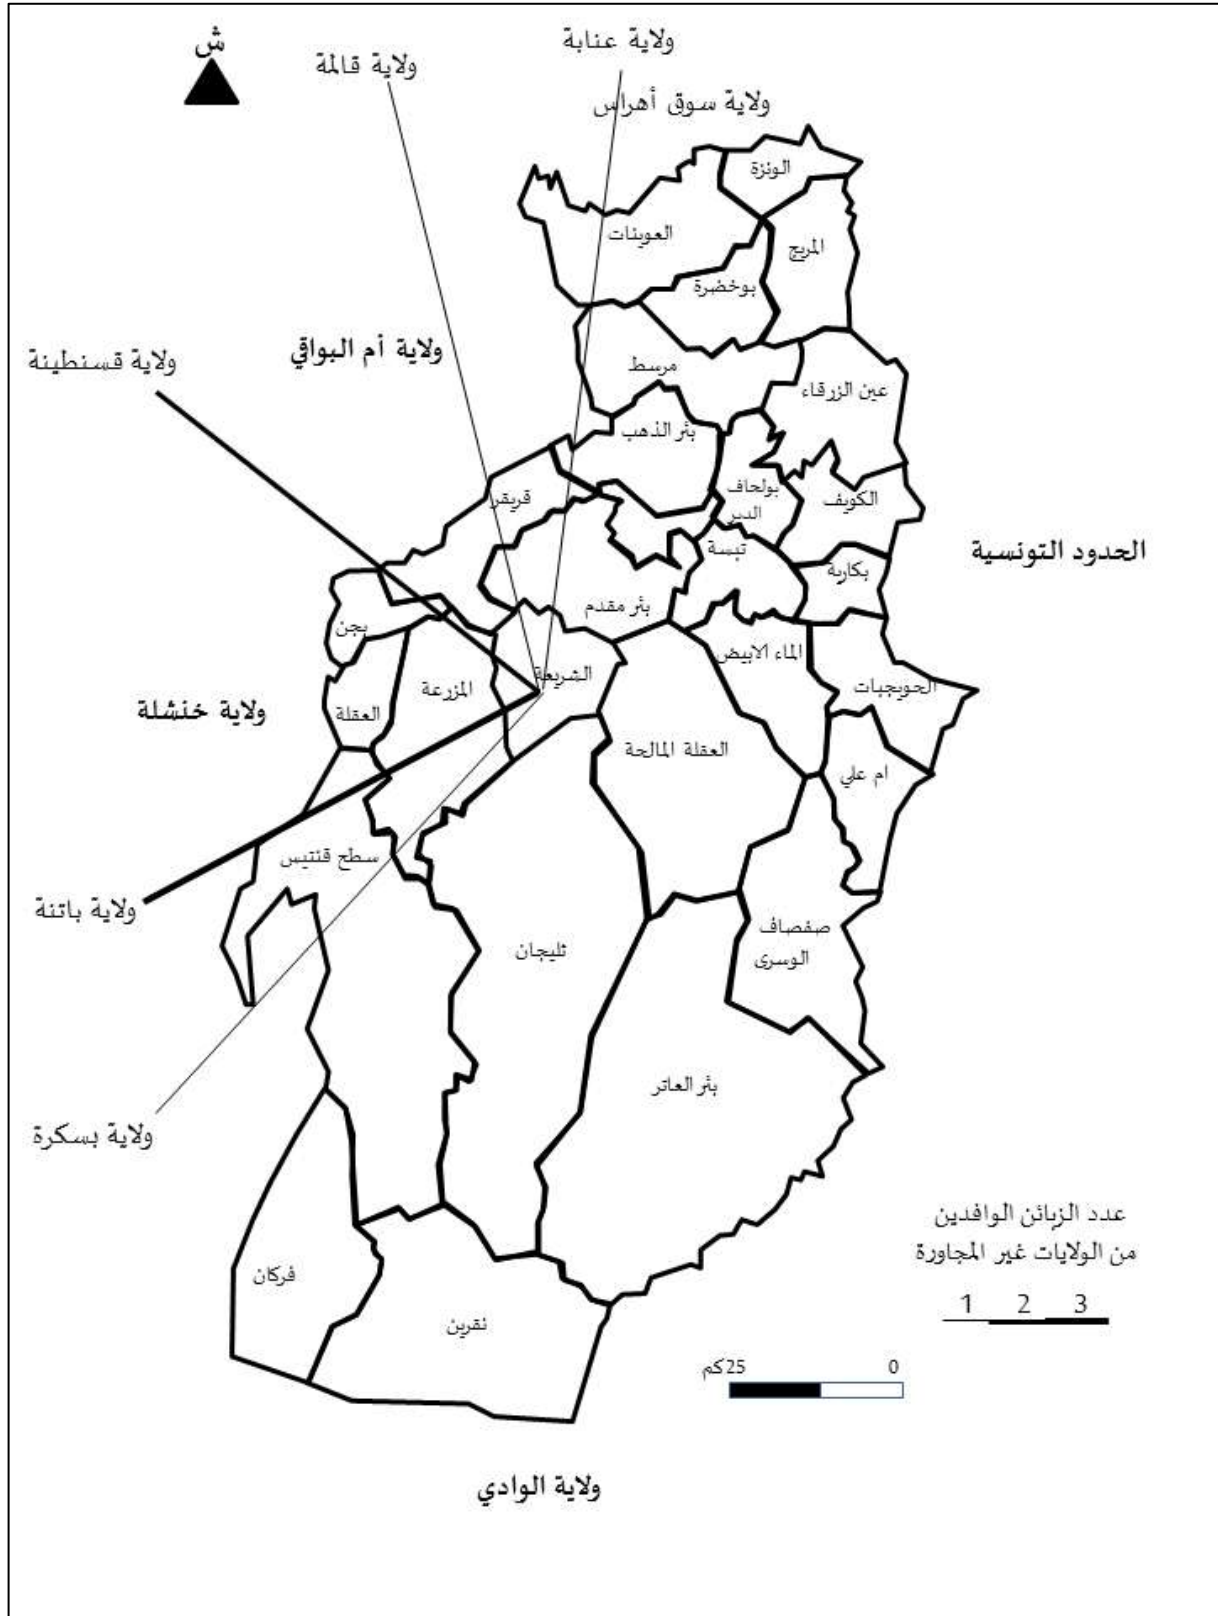 ش
ولاية عنابة
ولاية قالمة
ولاية سوق أهراس
الونزة
العوينات
المريج
بوخضرة
ولاية أم البواقي
ولاية قسنطينة
مرسط
عين الزرقاء
بئر الذهب
قريقر
بولحاف
الدير
الكويف
تبسة
الحدود التونسية
بكارية
بئر مقدم
بجن
الماء الابيض
الشريعة
المزرعة
الحويجبات
العقلة
ولاية خنشلة
العقلة المالحة
ام علي
سطح قنتيس
ولاية باتنة
صفصاف
الوسرى
ثليجان
بئر العاتر
ولاية بسكرة
عدد الزبائن الوافدين
من الولايات غير المجاورة
1 2 3
فركان
نقرين
25كم 0
ولاية الوادي